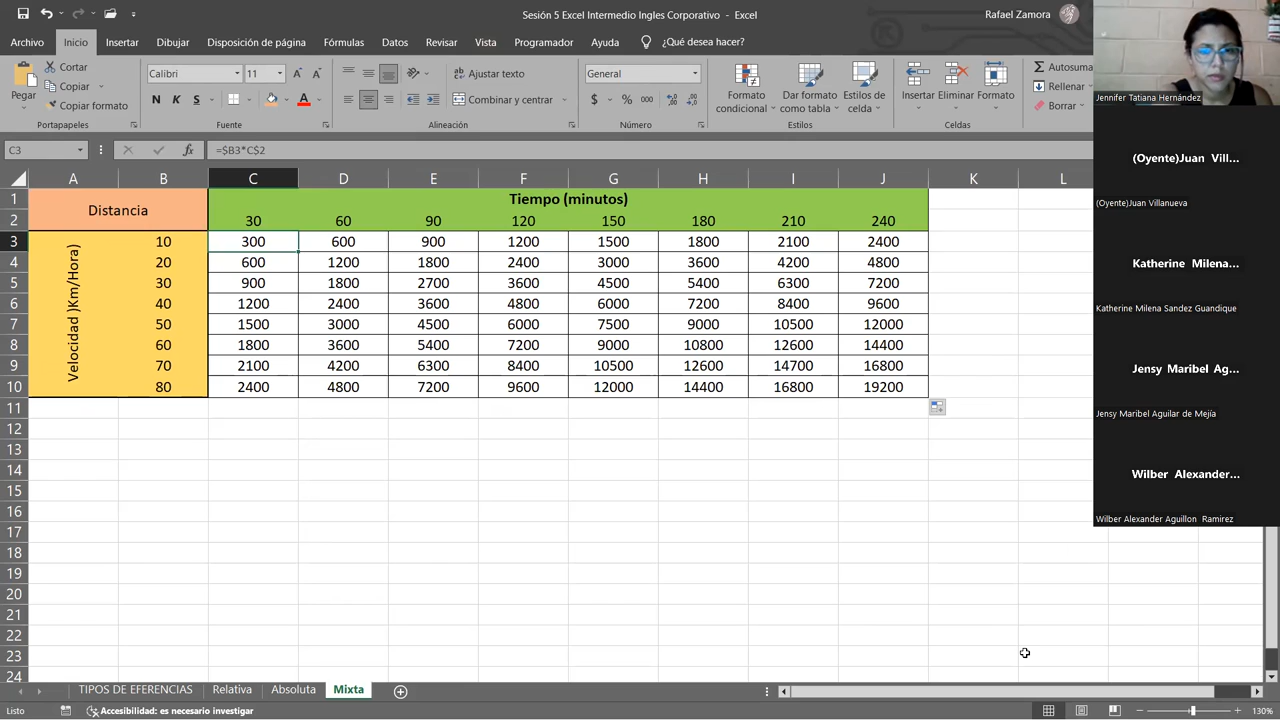 Sesión 5 Excel Intermedio Ingles Corporativo - Excel
Rafael Zamora
Archivo Inicio Insertar Dibujar Disposición de página Fórmulas Datos Revisar Vista Programador Ayuda ¿Qué desea hacer?
Pegar
Cortar
Copiar
Copiar formato
Portapapeles
Calibri 11
N K S
Fuente
Ajustar texto
Combinar y centrar
Alineación
General
$ % 000
Número
Formato condicional
Dar formato como tabla
Estilos de celda
Estilos
Insertar Eliminar Formato
Celdas
Autosuma
Rellenar
Borrar
C3 fx =$B3*C$2
A B C D E F G H I J K L
1 Distancia Tiempo (minutos)
2 30 60 90 120 150 180 210 240
Velocidad )Km/Hora)
3 10 300 600 900 1200 1500 1800 2100 2400
4 20 600 1200 1800 2400 3000 3600 4200 4800
5 30 900 1800 2700 3600 4500 5400 6300 7200
6 40 1200 2400 3600 4800 6000 7200 8400 9600
7 50 1500 3000 4500 6000 7500 9000 10500 12000
8 60 1800 3600 5400 7200 9000 10800 12600 14400
9 70 2100 4200 6300 8400 10500 12600 14700 16800
10 80 2400 4800 7200 9600 12000 14400 16800 19200
11
12
13
14
15
16
17
18
19
20
21
22
23
24
TIPOS DE EFERENCIAS Relativa Absoluta Mixta
Listo Accesibilidad: es necesario investigar 130%
Jennifer Tatiana Hernández
(Oyente)Juan Vill...
(Oyente)Juan Villanueva
Katherine Milena...
Katherine Milena Sandez Guandique
Jensy Maribel Ag...
Jensy Maribel Aguilar de Mejía
Wilber Alexander...
Wilber Alexander Aguillon Ramirez